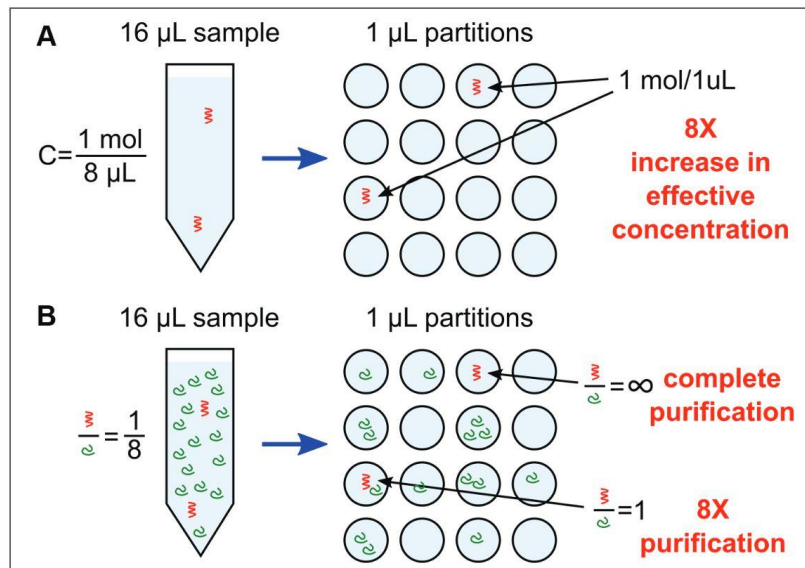 A
16 µL sample
1 µL partitions
C=
1 mol
8 µL
1 mol/1uL
8X
increase in
effective
concentration
B
16 µL sample
1 µL partitions
=
1
8
=∞
complete
purification
=1
8X
purification